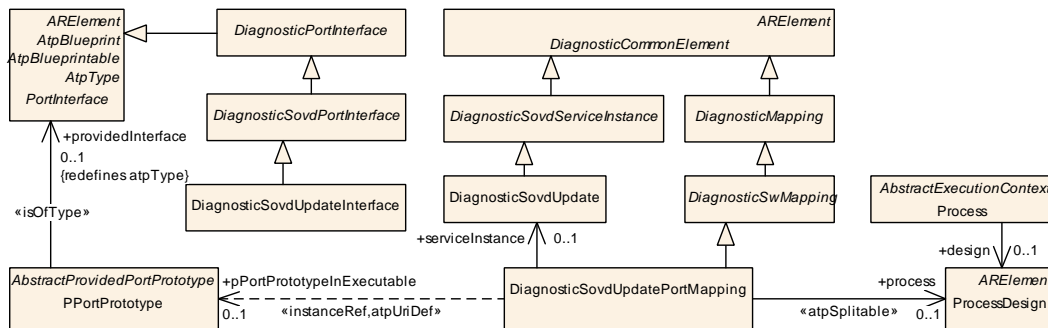 ARElement
AtpBlueprint
AtpBlueprintable
AtpType
PortInterface
DiagnosticPortInterface
ARElement
DiagnosticCommonElement
DiagnosticSovdPortInterface
DiagnosticSovdServiceInstance
DiagnosticMapping
+providedInterface
0..1
{redefines atpType}
DiagnosticSovdUpdateInterface
DiagnosticSovdUpdate
DiagnosticSwMapping
AbstractExecutionContext
Process
«isOfType»
+serviceInstance
0..1
+design
0..1
AbstractProvidedPortPrototype
PPortPrototype
+pPortPrototypeInExecutable
0..1
«instanceRef,atpUriDef»
DiagnosticSovdUpdatePortMapping
+process
«atpSplitable»
0..1
ARElement
ProcessDesign